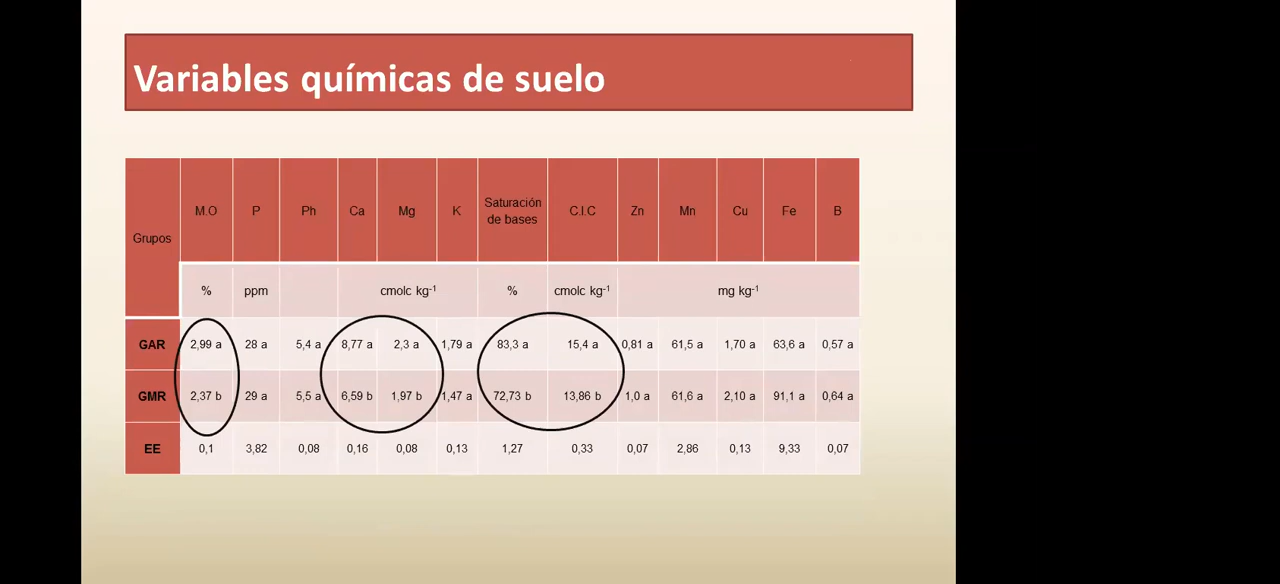 Variables químicas de suelo
Grupos M.O P Ph Ca Mg K Saturación de bases C.I.C Zn Mn Cu Fe B
% ppm cmolc kg⁻¹ % cmolc kg⁻¹ mg kg⁻¹
GAR 2,99 a 28 a 5,4 a 8,77 a 2,3 a 1,79 a 83,3 a 15,4 a 0,81 a 61,5 a 1,70 a 63,6 a 0,57 a
GMR 2,37 b 29 a 5,5 a 6,59 b 1,97 b 1,47 a 72,73 b 13,86 b 1,0 a 61,6 a 2,10 a 91,1 a 0,64 a
EE 0,1 3,82 0,08 0,16 0,08 0,13 1,27 0,33 0,07 2,86 0,13 9,33 0,07